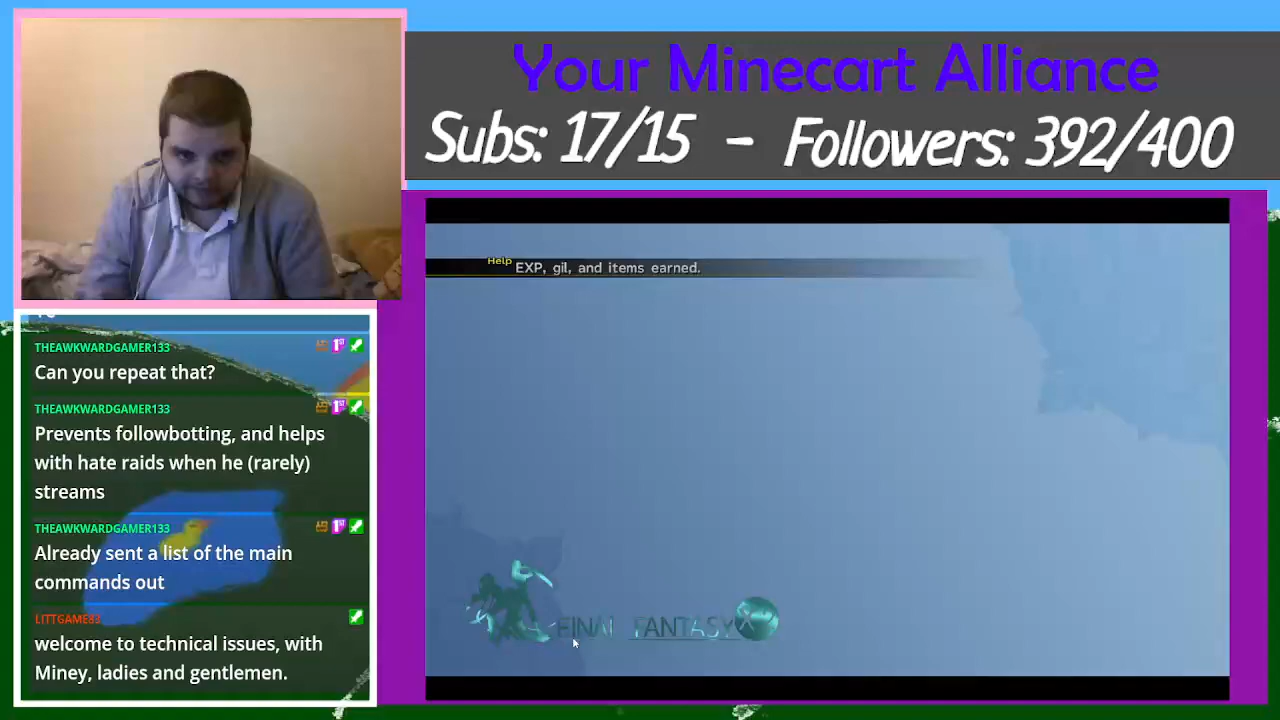 Your Minecart Alliance
Subs: 17/15 - Followers: 392/400
Help EXP, gil, and items earned.
THEAWKWARDGAMER133
Can you repeat that?
THEAWKWARDGAMER133
Prevents followbotting, and helps
with hate raids when he (rarely)
streams
THEAWKWARDGAMER133
Already sent a list of the main
commands out
LITTGAME83
welcome to technical issues, with
Miney, ladies and gentlemen.
FINAL FANTASY X